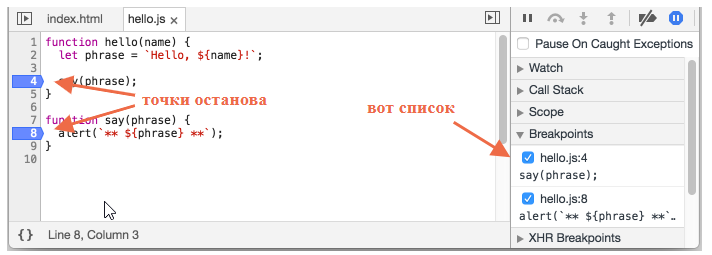 index.html hello.js ×
1 function hello(name) {
2 let phrase = `Hello, ${name}!`;
3
4 say(phrase);
5 }
6
7 function say(phrase) {
8 alert(`** ${phrase} **`);
9 }
10
точки останова
вот список
{} Line 8, Column 3
Pause On Caught Exceptions
Watch
Call Stack
Scope
Breakpoints
hello.js:4
say(phrase);
hello.js:8
alert(`** ${phrase} **`…
XHR Breakpoints